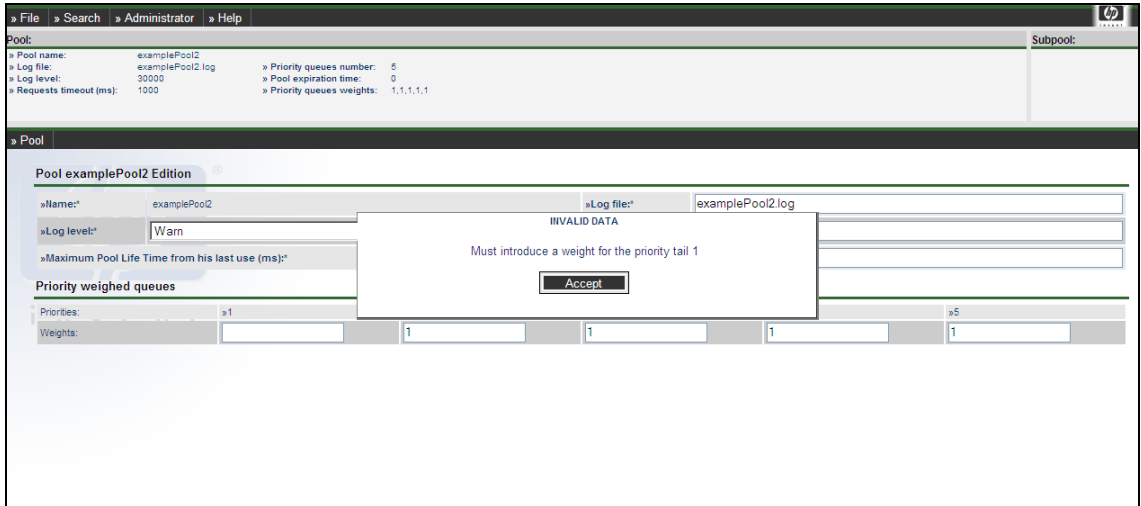 » File » Search » Administrator » Help
hp
invent
Pool: Subpool:
» Pool name: examplePool2
» Log file: examplePool2.log » Priority queues number: 5
» Log level: 30000 » Pool expiration time: 0
» Requests timeout (ms): 1000 » Priority queues weights: 1,1,1,1,1
» Pool
Pool examplePool2 Edition
®
»Name:* examplePool2 »Log file:* examplePool2.log
»Log level:* Warn
»Maximum Pool Life Time from his last use (ms):*
INVALID DATA
Must introduce a weight for the priority tail 1
Accept
Priority weighed queues
Priorities: »1 »5
Weights: 1 1 1 1